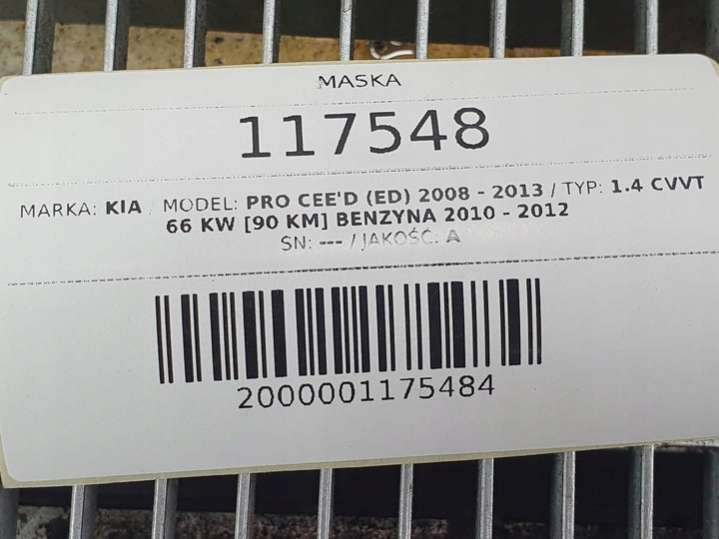 MASKA
117548
MARKA: KIA / MODEL: PRO CEE'D (ED) 2008 - 2013 / TYP: 1.4 CVVT
66 KW [90 KM] BENZYNA 2010 - 2012
SN: --- / JAKOŚĆ: A
2000001175484